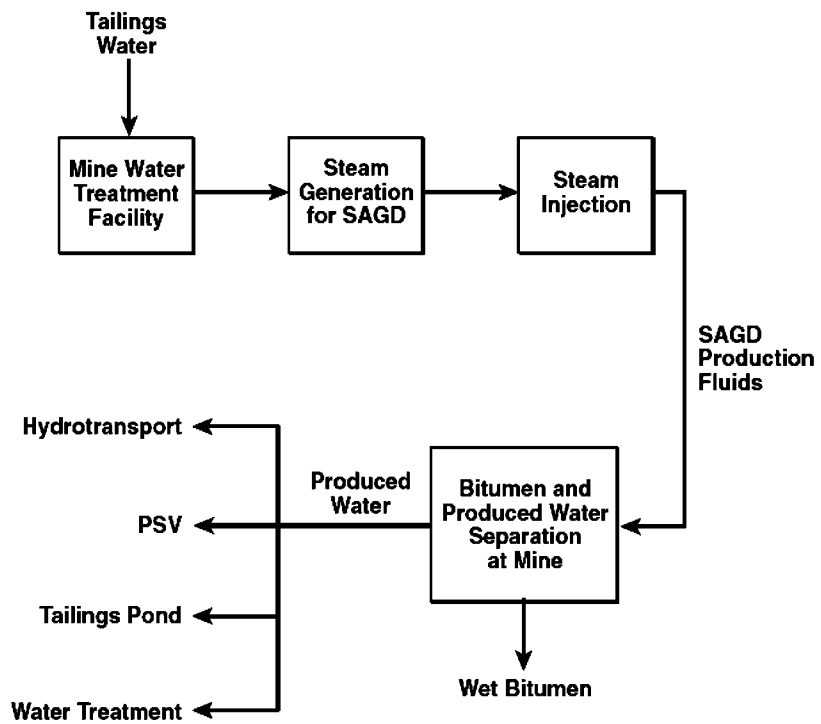 Tailings
Water
Mine Water
Treatment
Facility
Steam
Generation
for SAGD
Steam
Injection
SAGD
Production
Fluids
Hydrotransport
PSV
Tailings Pond
Water Treatment
Produced
Water
Bitumen and
Produced Water
Separation
at Mine
Wet Bitumen